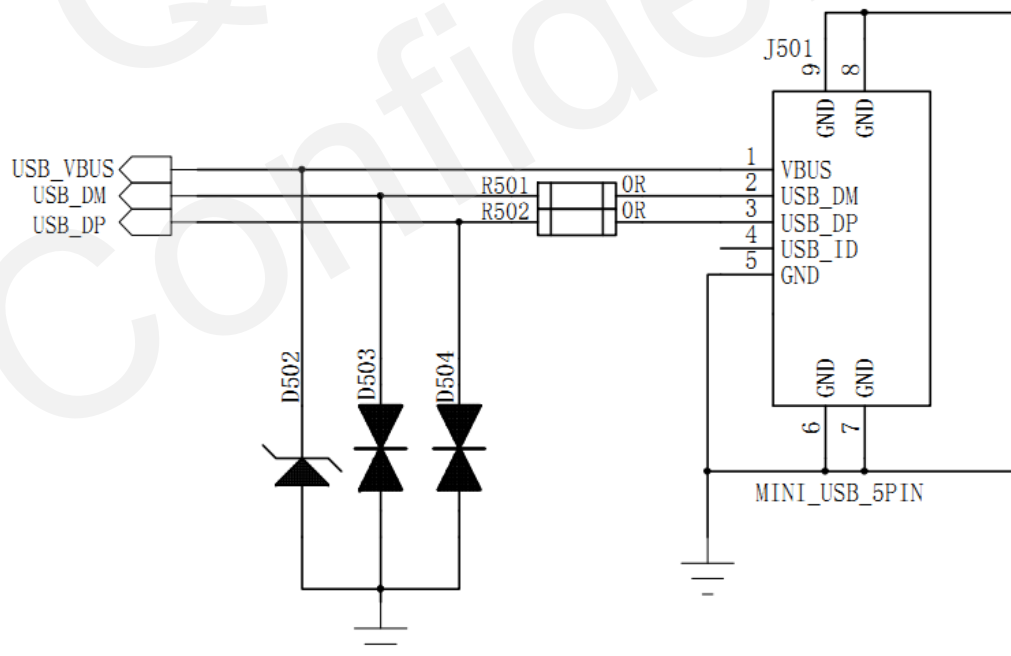 J501
9
8
GND
GND
USB_VBUS
1
VBUS
USB_DM
R501
0R
2
USB_DM
USB_DP
R502
0R
3
USB_DP
4
USB_ID
5
GND
D502
D503
D504
GND
GND
6
7
MINI_USB_5PIN